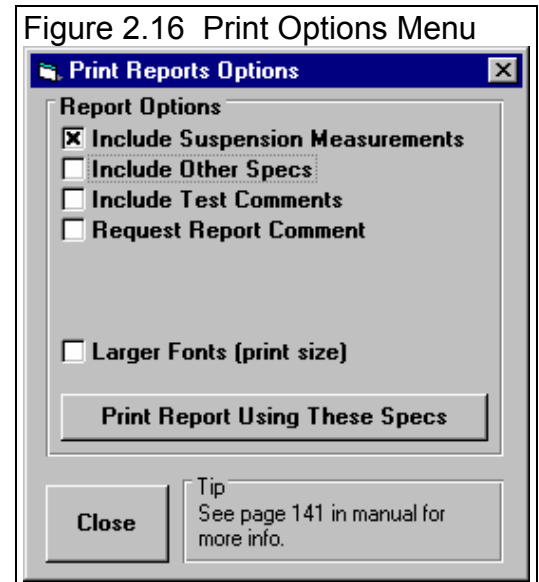 Figure 2.16 Print Options Menu
Print Reports Options
Report Options
Include Suspension Measurements
Include Other Specs
Include Test Comments
Request Report Comment
Larger Fonts (print size)
Print Report Using These Specs
Close
Tip
See page 141 in manual for
more info.